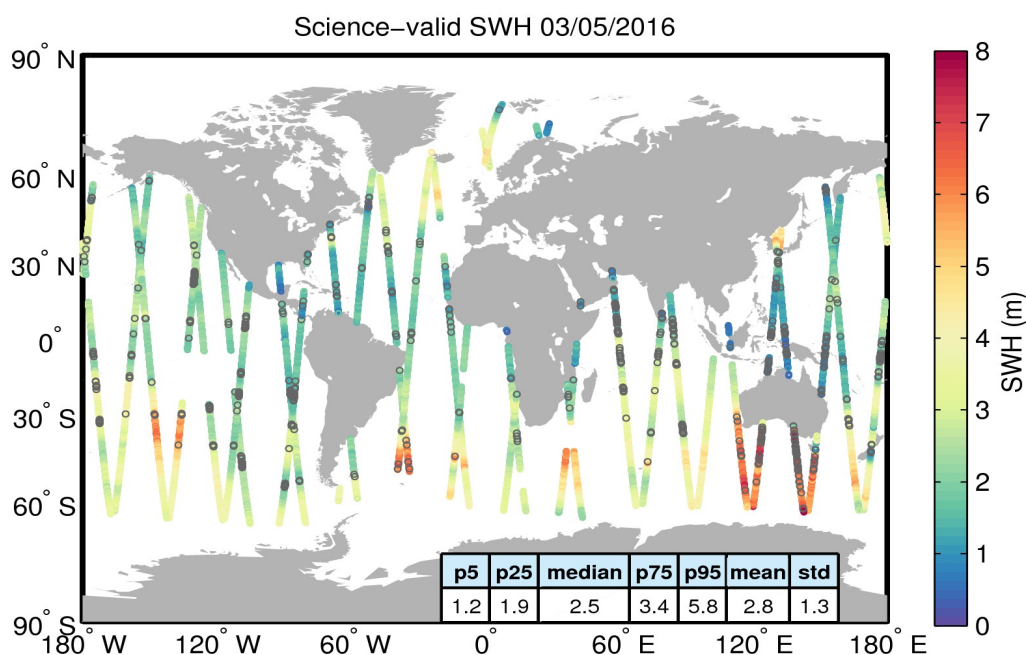 Science–valid SWH 03/05/2016
90° N
60° N
30° N
0°
30° S
60° S
90° S
180° W
120° W
60° W
0°
60° E
120° E
180° E
p5 p25 median p75 p95 mean std
1.2 1.9 2.5 3.4 5.8 2.8 1.3
8
7
6
5
4
3
2
1
0
SWH (m)